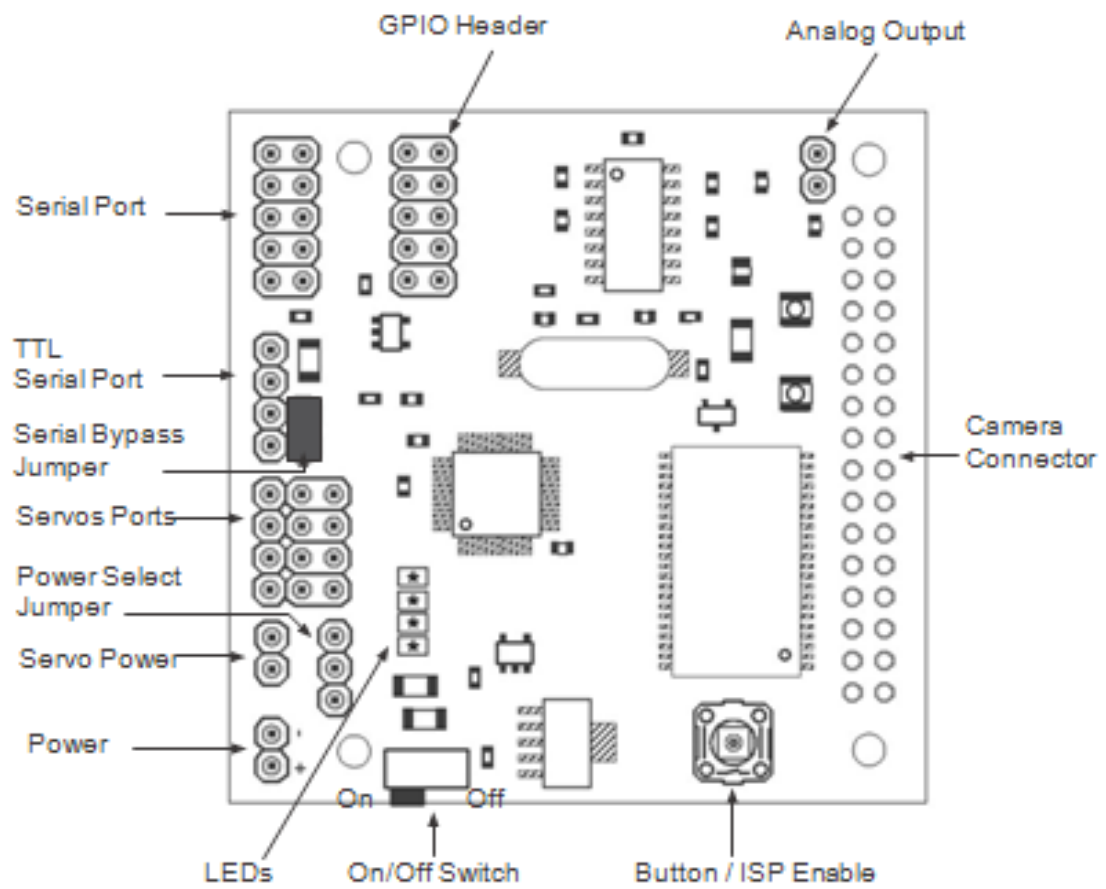 GPIO Header
Analog Output
Serial Port
TTL
Serial Port
Serial Bypass
Jumper
Camera
Connector
Servos Ports
Power Select
Jumper
Servo Power
Power
-
+
On
Off
LEDs
On/Off Switch
Button / ISP Enable